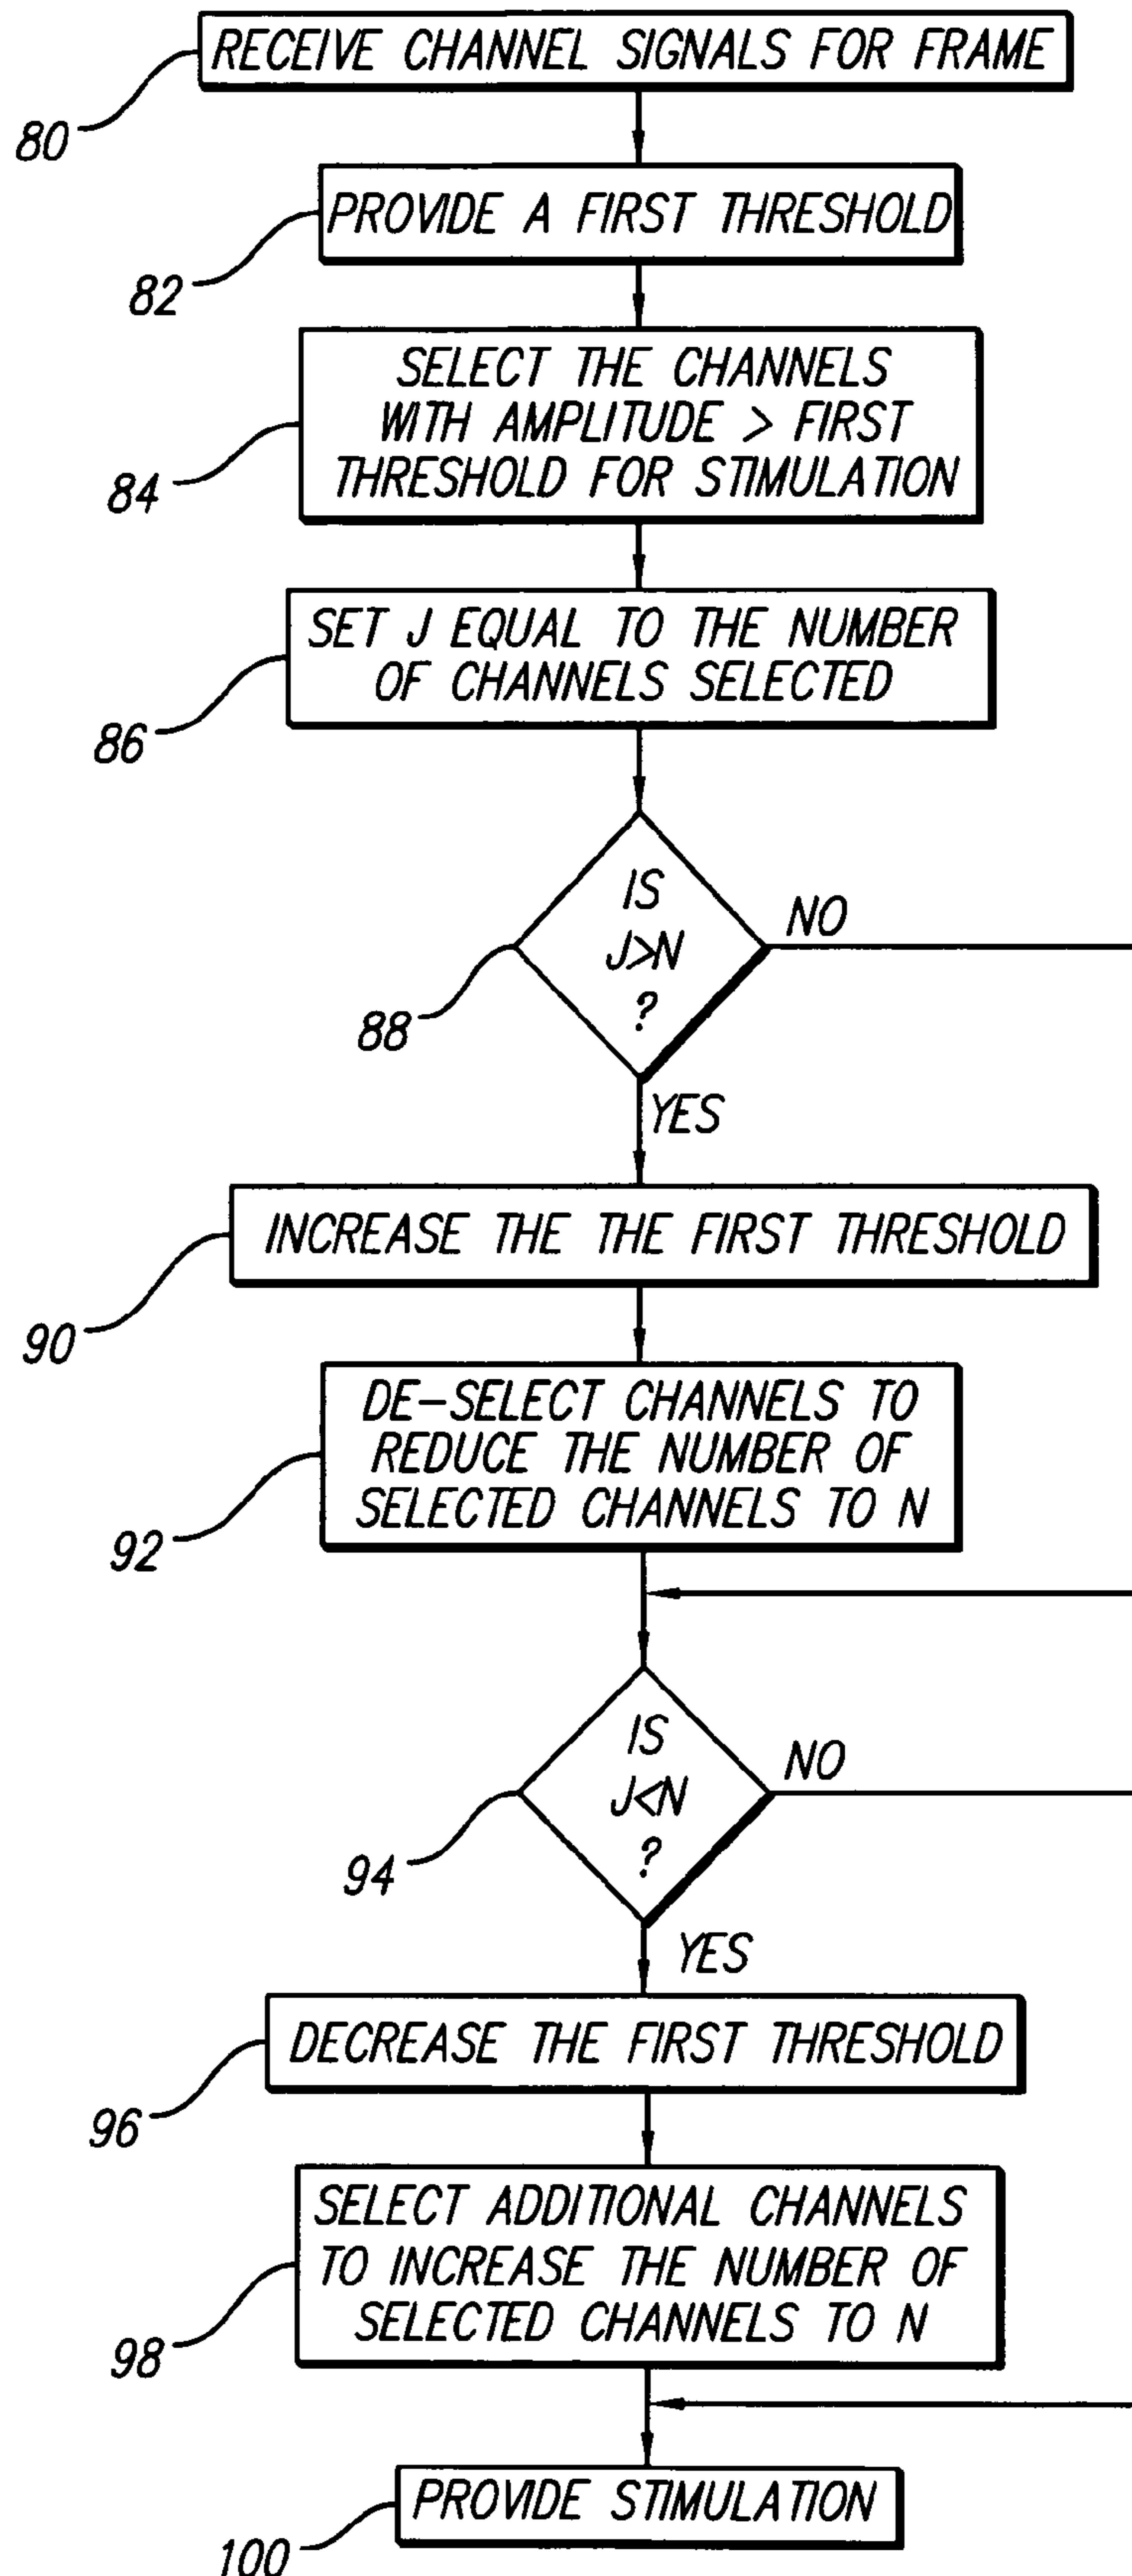 RECEIVE CHANNEL SIGNALS FOR FRAME
80
PROVIDE A FIRST THRESHOLD
82
SELECT THE CHANNELS
WITH AMPLITUDE > FIRST
THRESHOLD FOR STIMULATION
84
SET J EQUAL TO THE NUMBER
OF CHANNELS SELECTED
86
IS
J>N
?
NO
88
YES
INCREASE THE THE FIRST THRESHOLD
90
DE-SELECT CHANNELS TO
REDUCE THE NUMBER OF
SELECTED CHANNELS TO N
92
IS
J<N
?
NO
94
YES
DECREASE THE FIRST THRESHOLD
96
SELECT ADDITIONAL CHANNELS
TO INCREASE THE NUMBER OF
SELECTED CHANNELS TO N
98
PROVIDE STIMULATION
100